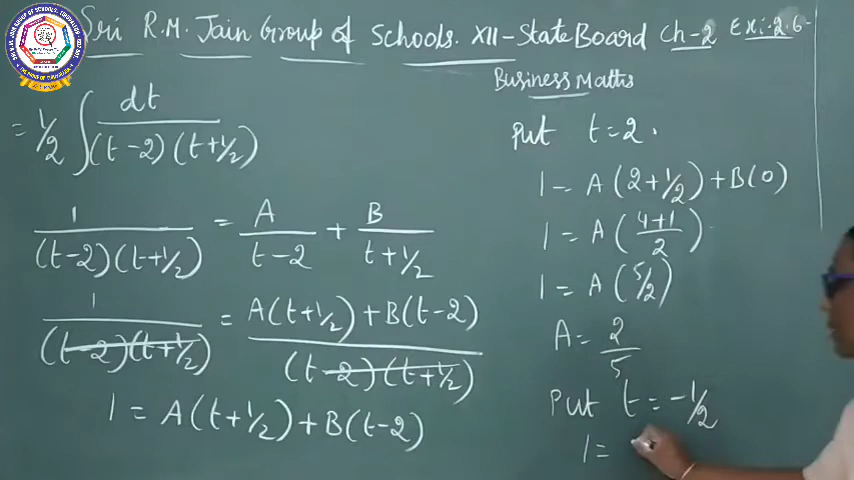 Sri R.M. Jain Group of Schools. XII-State Board Ch-2 Ex:-2.6-
Business Maths
= 1/2 ∫ dt / (t-2)(t+1/2)
1 / (t-2)(t+1/2) = A / t-2 + B / t+1/2
1 / (t-2)(t+1/2) = A(t+1/2)+B(t-2) / (t-2)(t+1/2)
1 = A(t+1/2)+B(t-2)
Put t=2.
1 = A(2+1/2)+B(0)
1 = A(4+1/2)
1 = A(5/2)
A = 2/5
Put t = -1/2
1 =